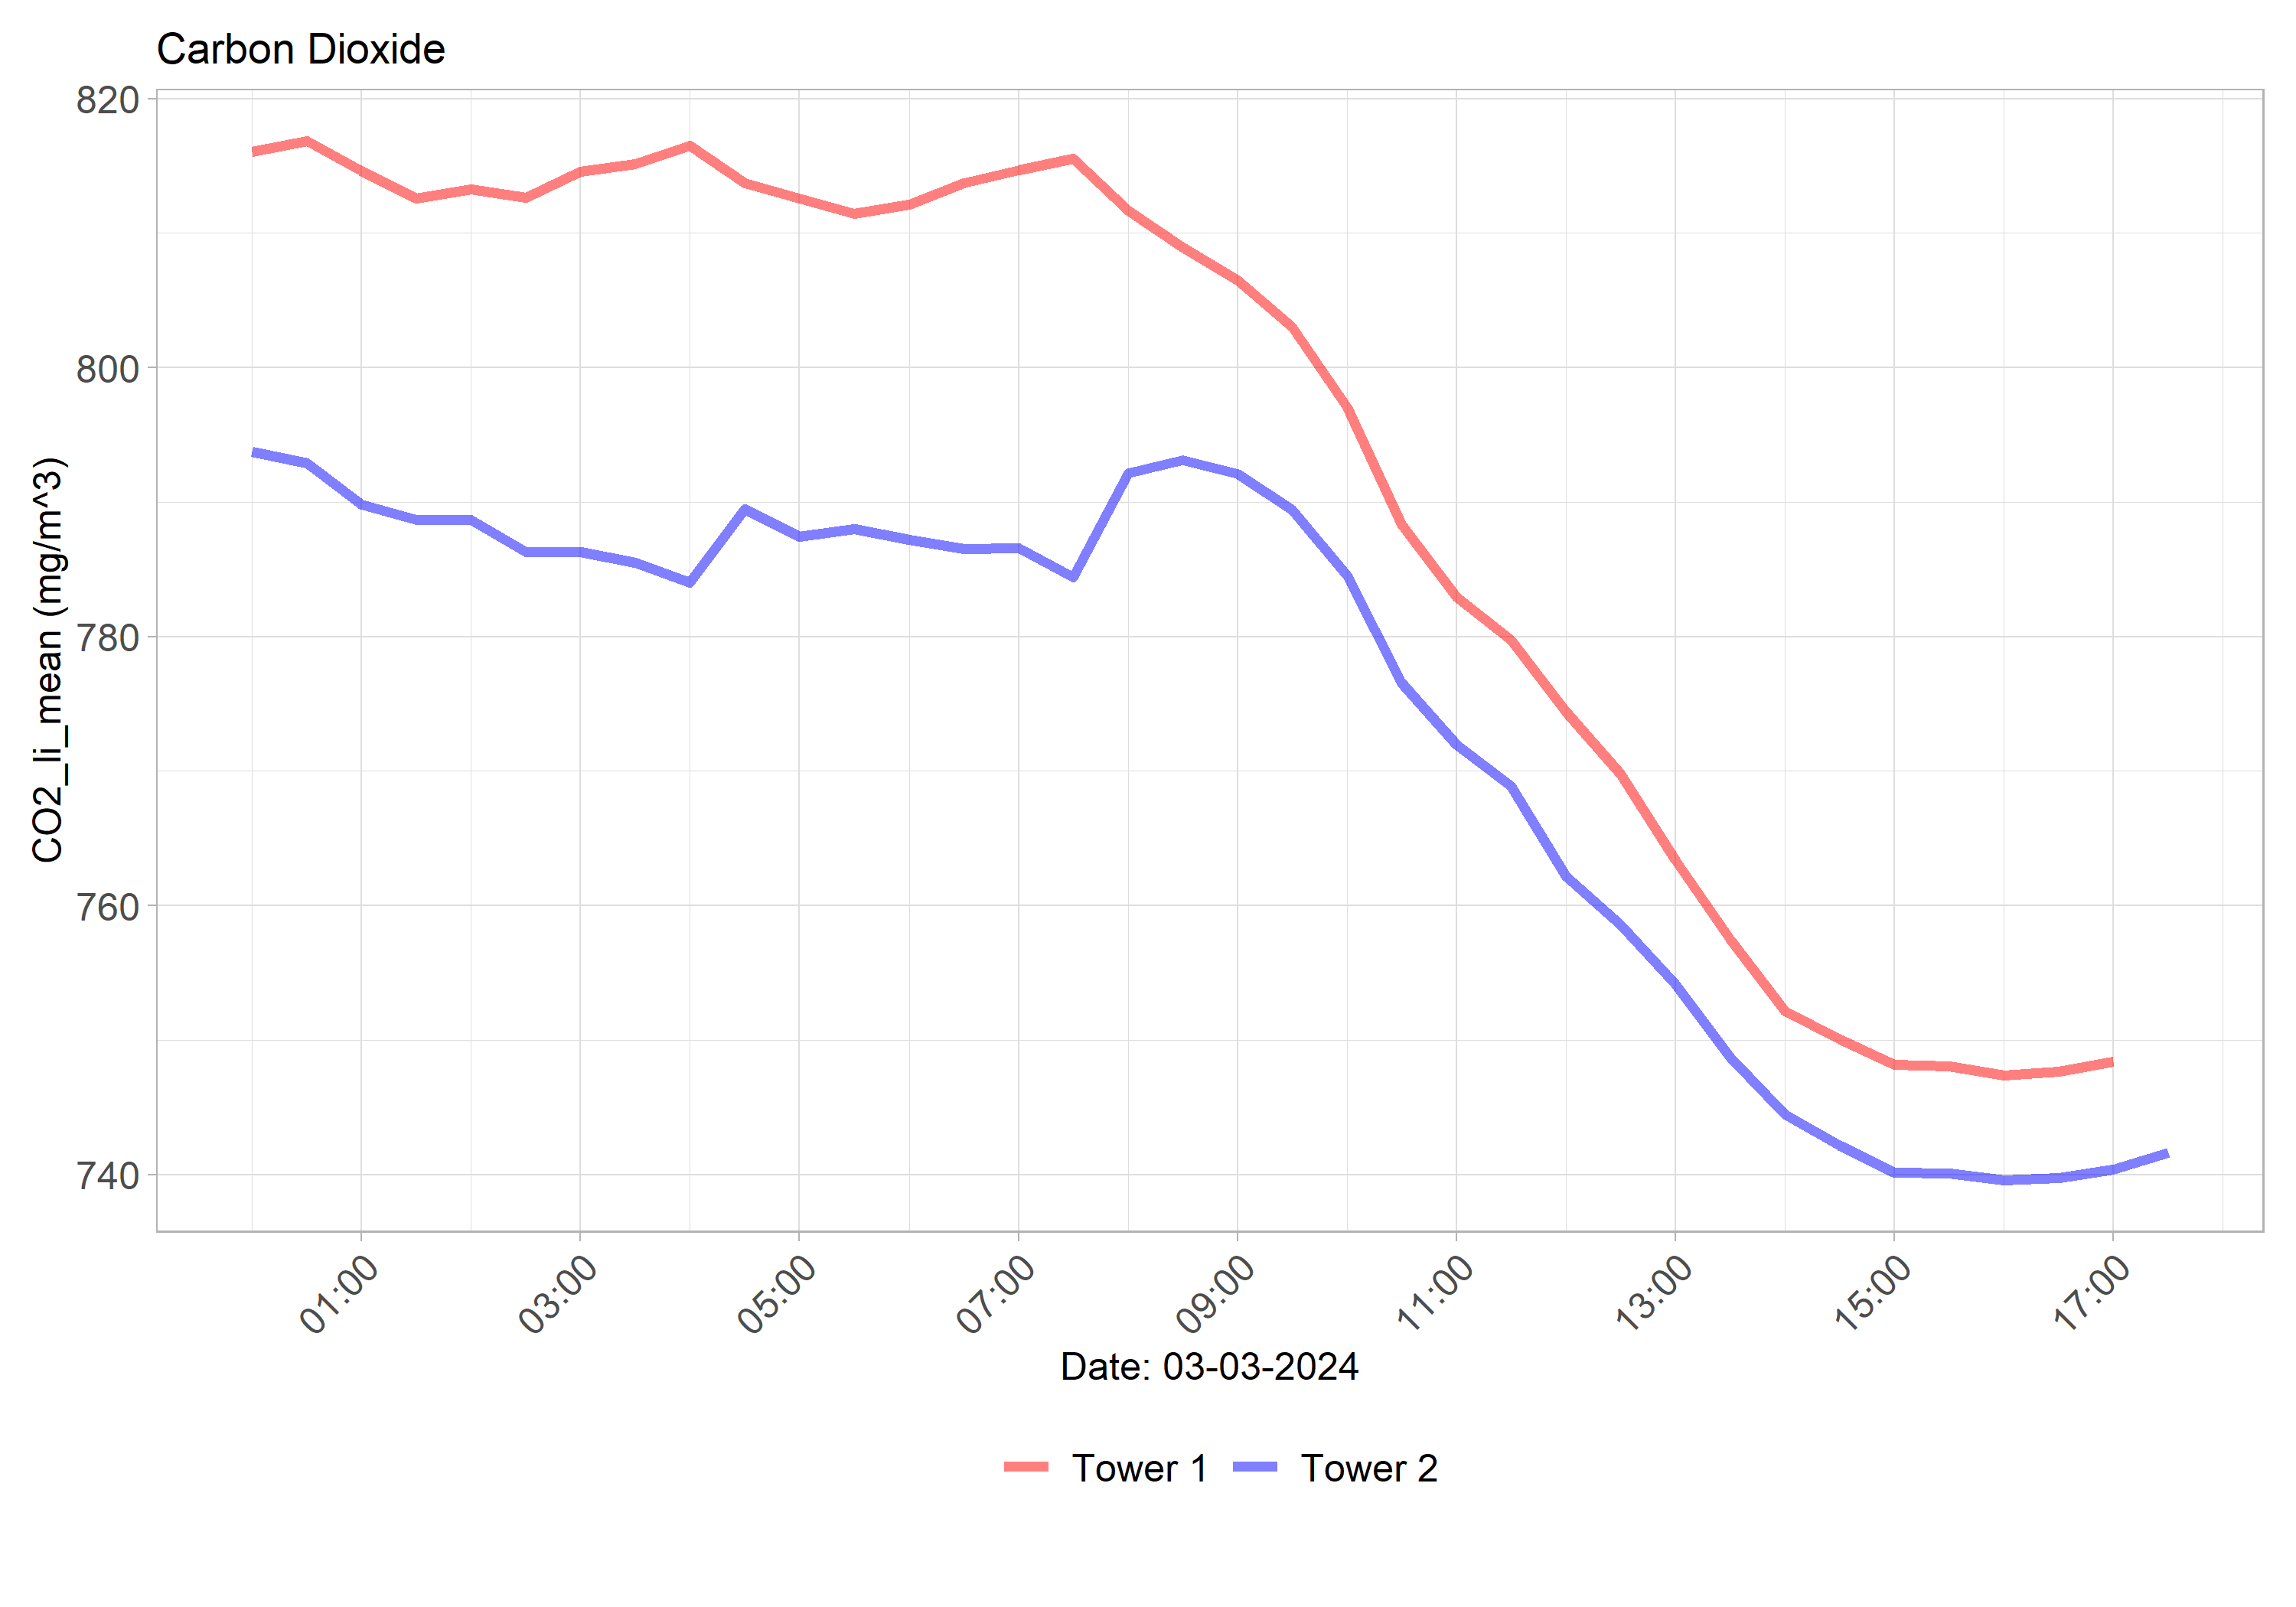 Carbon Dioxide
820
800
780
760
740
CO2_li_mean (mg/m^3)
01:00 03:00 05:00 07:00 09:00 11:00 13:00 15:00 17:00
Date: 03-03-2024
Tower 1 Tower 2